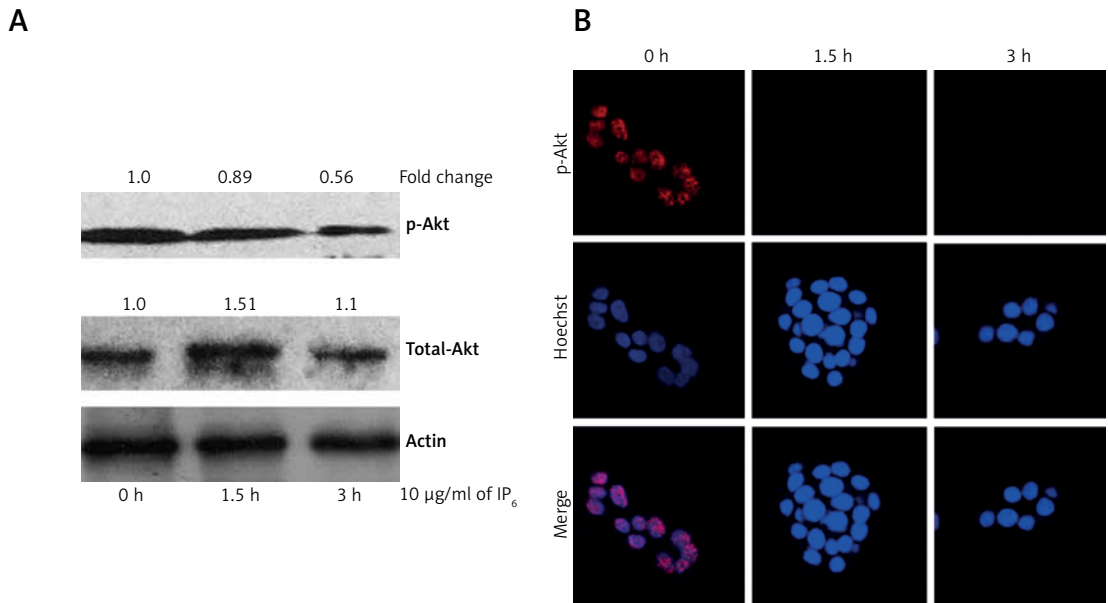 A
1.0 0.89 0.56 Fold change
p-Akt
1.0 1.51 1.1
Total-Akt
Actin
0 h 1.5 h 3 h 10 µg/ml of IP₆
B
0 h 1.5 h 3 h
p-Akt
Hoechst
Merge